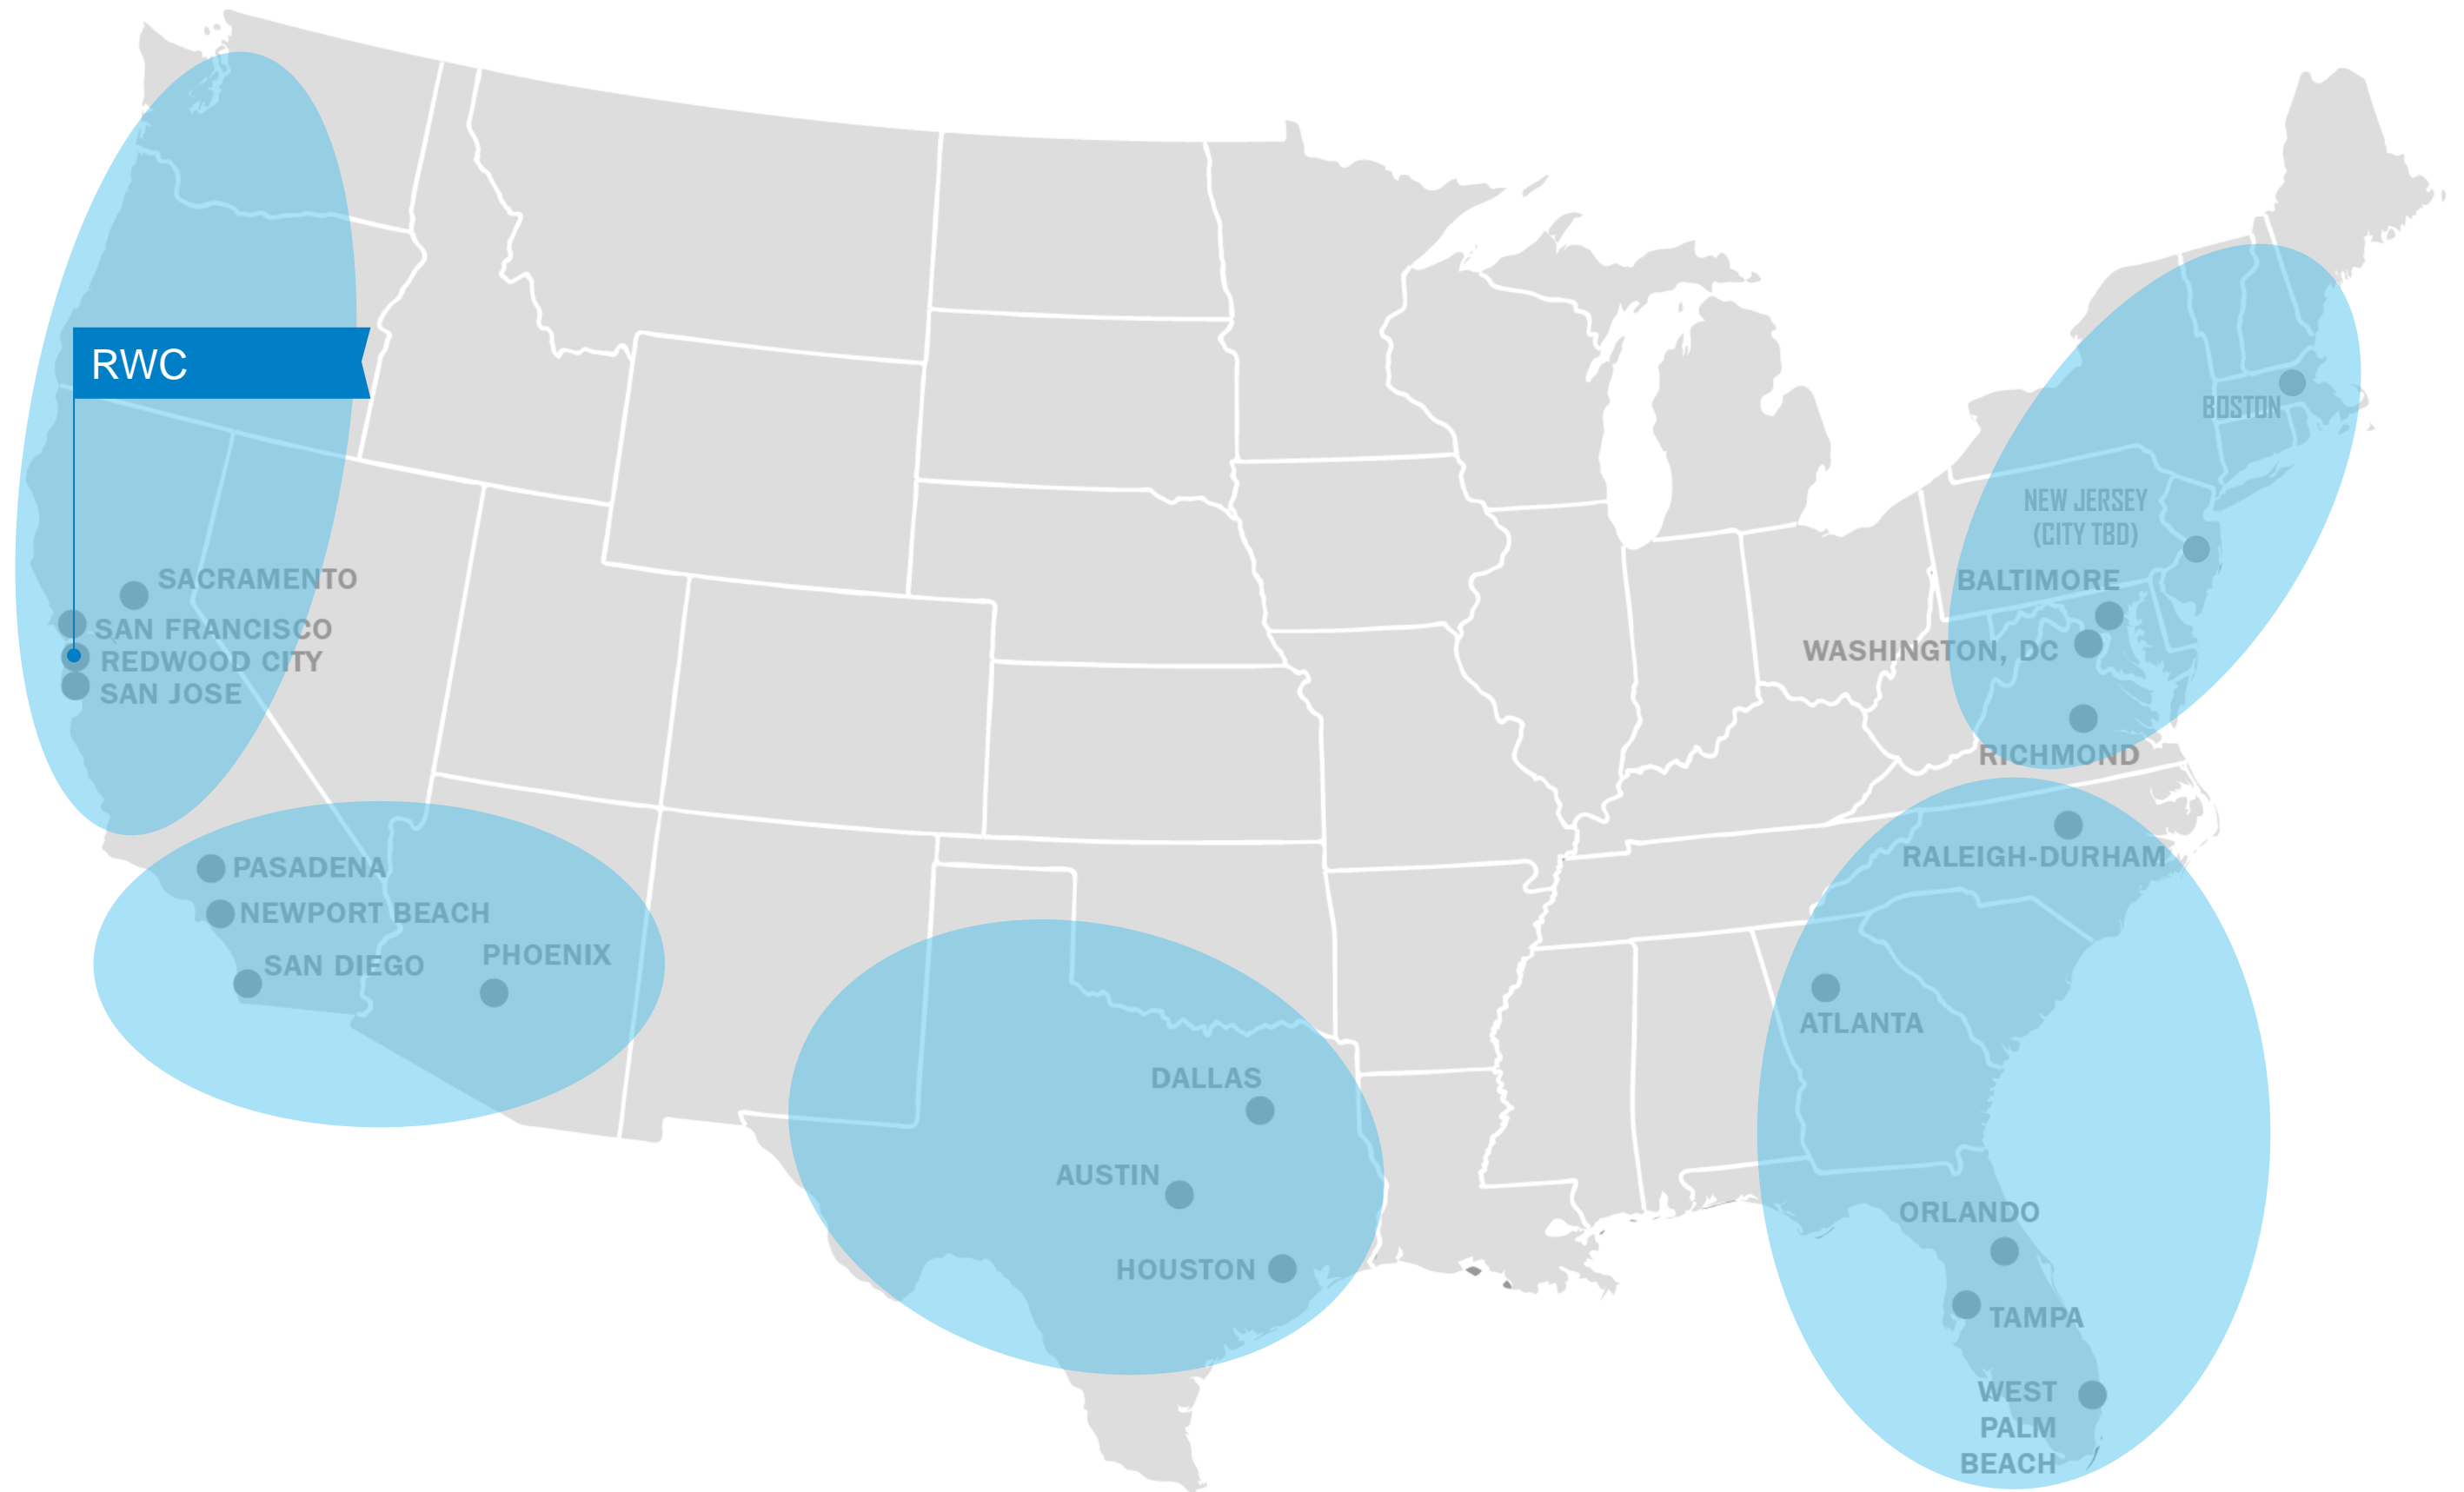 RWC
SACRAMENTO
SAN FRANCISCO
REDWOOD CITY
SAN JOSE
PASADENA
NEWPORT BEACH
SAN DIEGO
PHOENIX
DALLAS
AUSTIN
HOUSTON
BOSTON
NEW JERSEY
(CITY TBD)
BALTIMORE
WASHINGTON, DC
RICHMOND
RALEIGH-DURHAM
ATLANTA
ORLANDO
TAMPA
WEST
PALM
BEACH